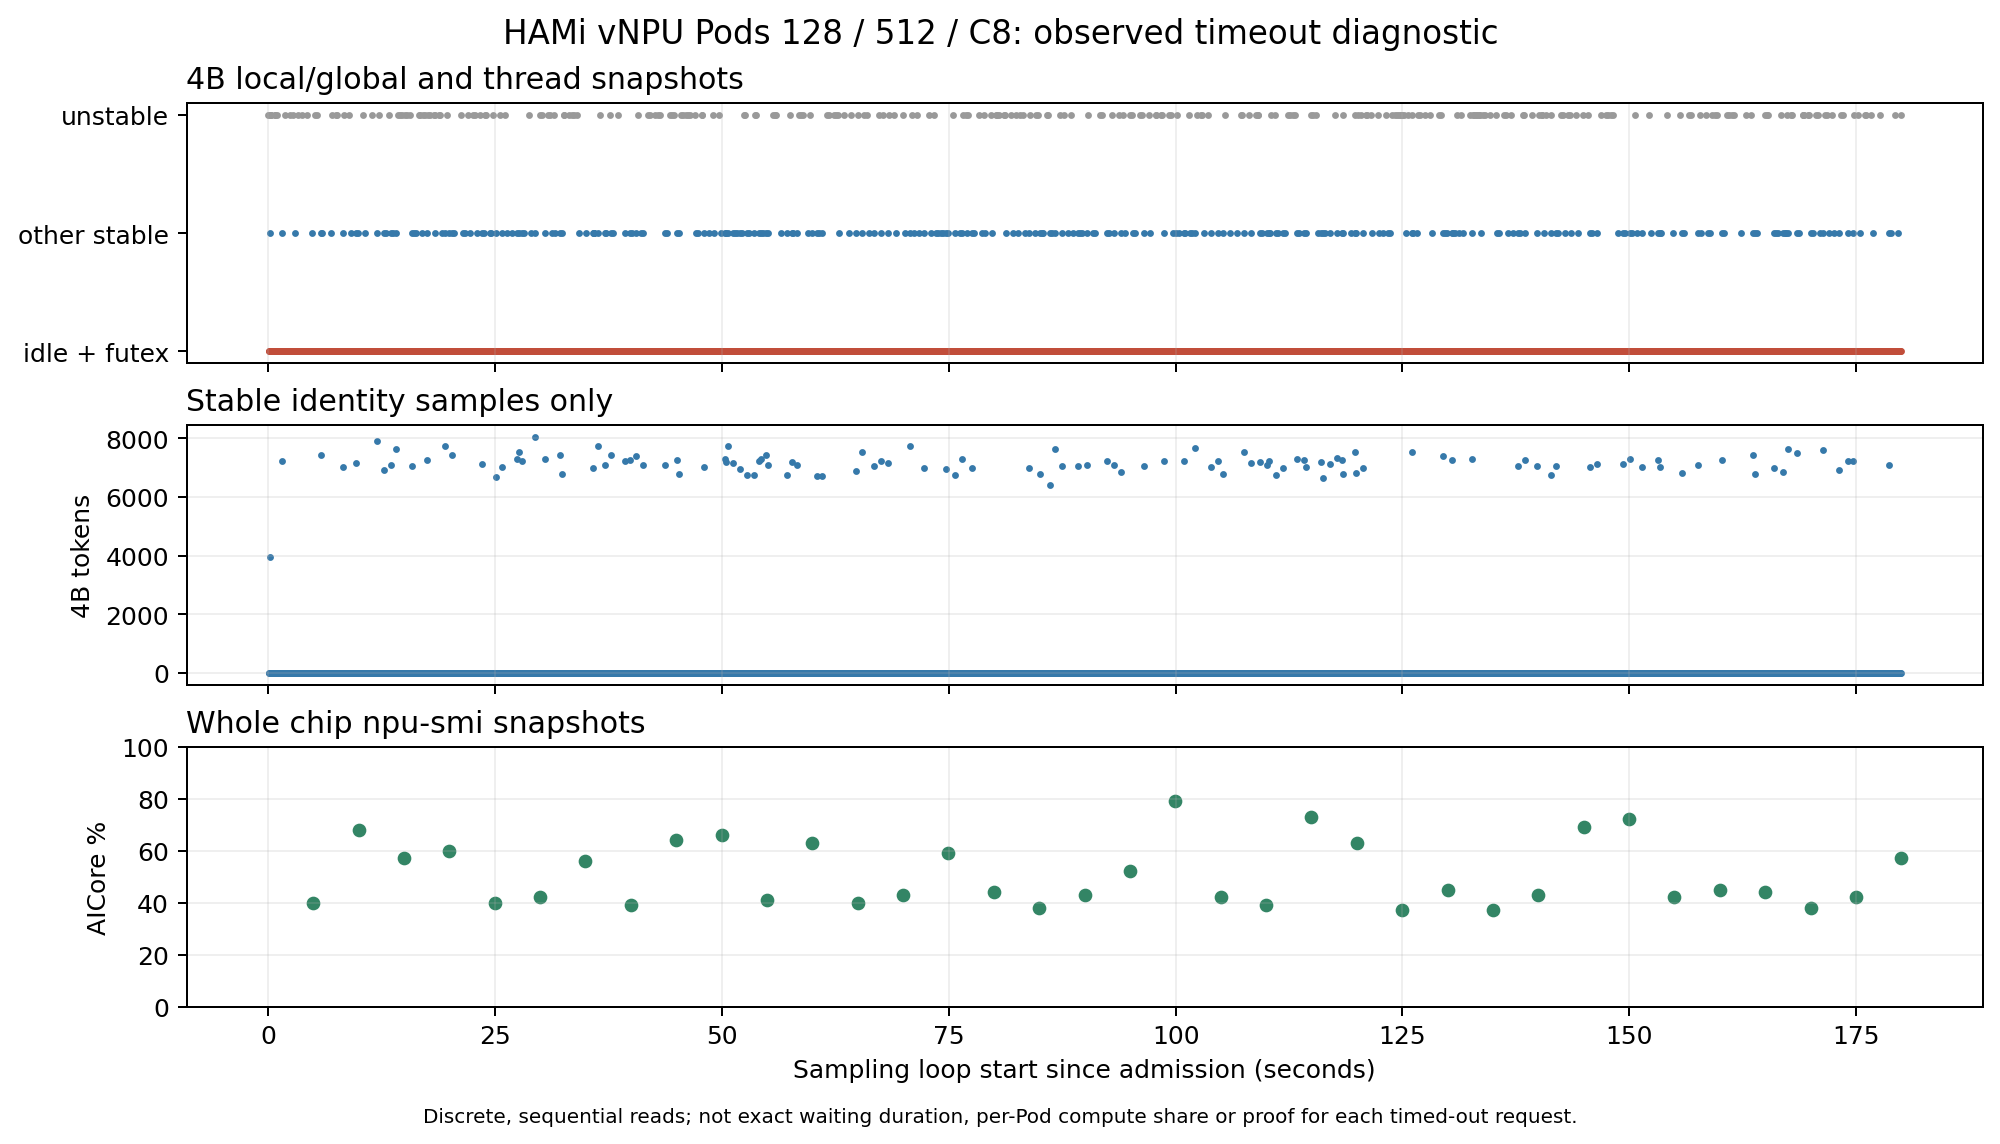 HAMi vNPU Pods 128 / 512 / C8: observed timeout diagnostic
4B local/global and thread snapshots
unstable
other stable
idle + futex
Stable identity samples only
4B tokens
8000
6000
4000
2000
0
Whole chip npu-smi snapshots
AICore %
100
80
60
40
20
0
0 25 50 75 100 125 150 175
Sampling loop start since admission (seconds)
Discrete, sequential reads; not exact waiting duration, per-Pod compute share or proof for each timed-out request.